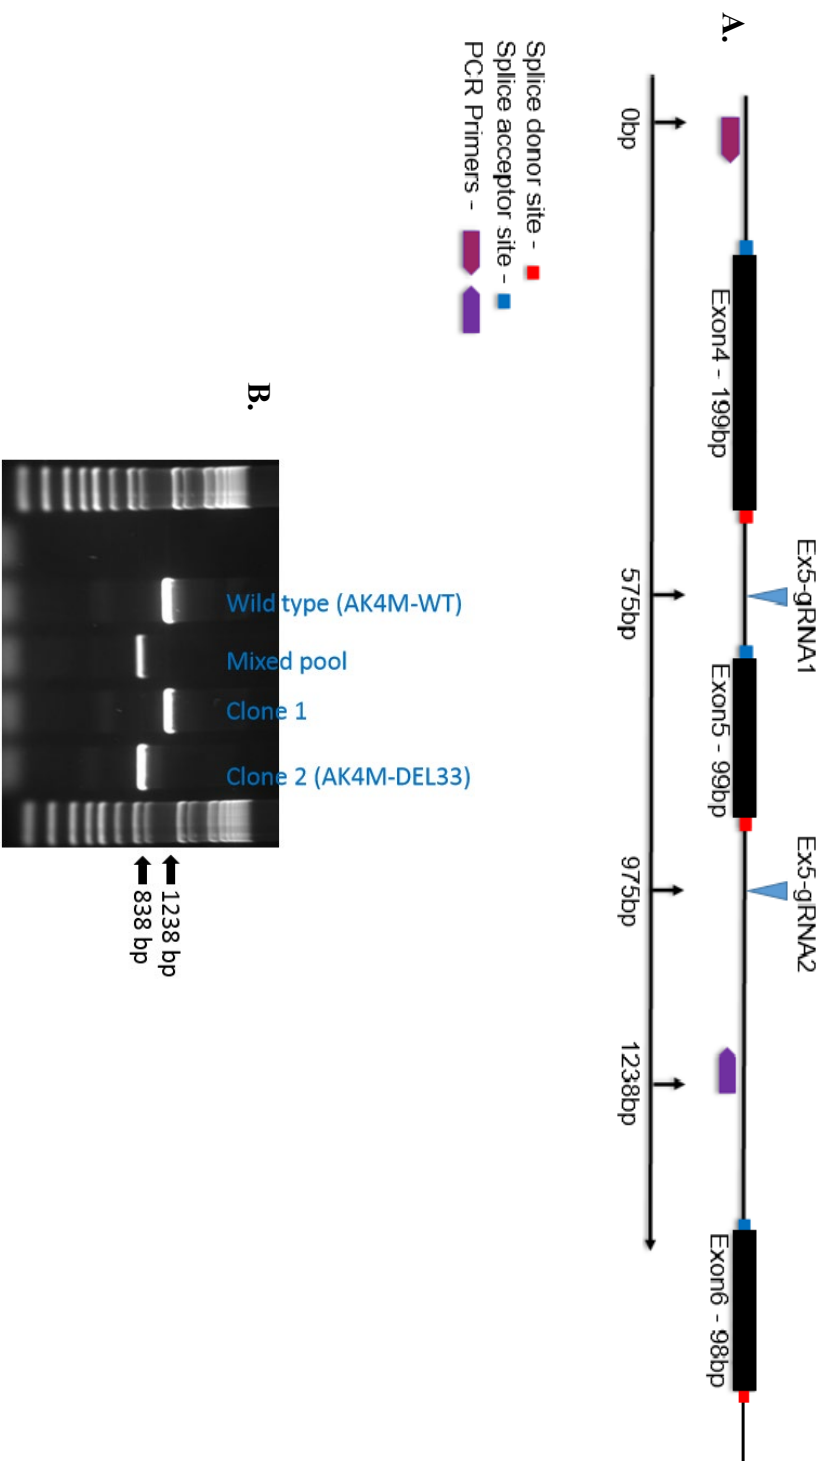 A.
Ex5-gRNA1
Ex5-gRNA2
Exon4 - 199bp
Exon5 - 99bp
Exon6 - 98bp
0bp
575bp
975bp
1238bp
Splice donor site -
Splice acceptor site -
PCR Primers -
B.
Wild type (AK4M-WT)
Mixed pool
Clone 1
Clone 2 (AK4M-DEL33)
1238 bp
838 bp